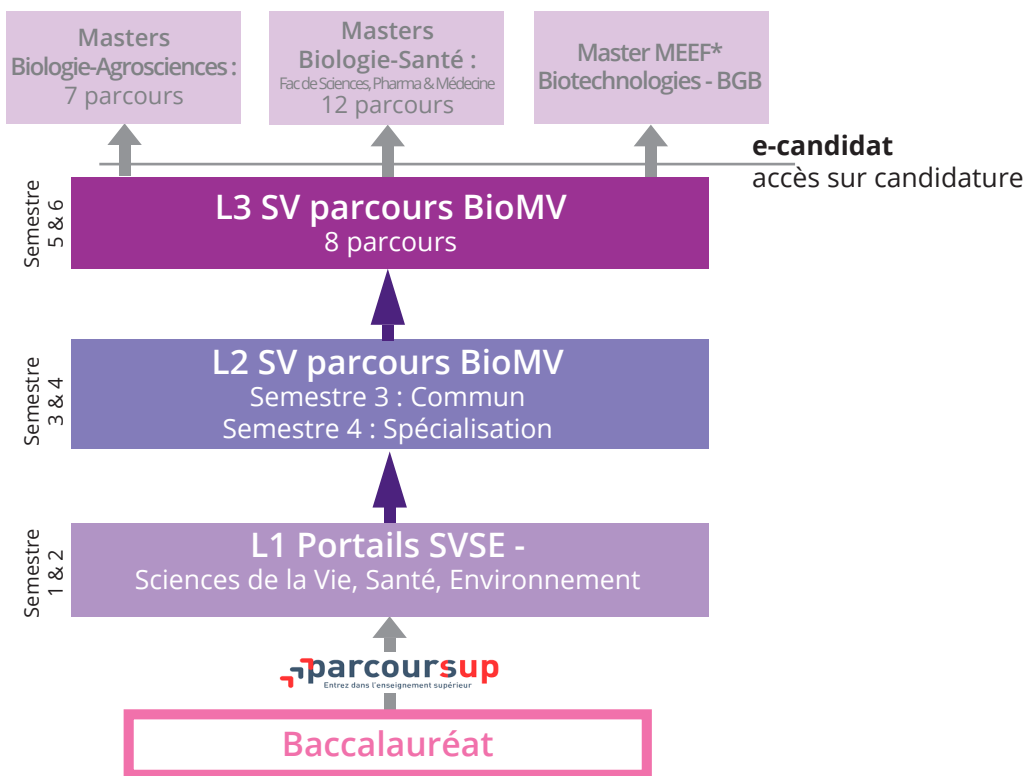 Masters
Biologie-Agrosciences :
7 parcours
Masters
Biologie-Santé :
Fac de Sciences, Pharma & Médecine
12 parcours
Master MEEF*
Biotechnologies - BGB
e-candidat
accès sur candidature
Semestre
5 & 6
L3 SV parcours BioMV
8 parcours
Semestre
3 & 4
L2 SV parcours BioMV
Semestre 3 : Commun
Semestre 4 : Spécialisation
Semestre
1 & 2
L1 Portails SVSE -
Sciences de la Vie, Santé, Environnement
parcoursup
Entrez dans l'enseignement supérieur
Baccalauréat